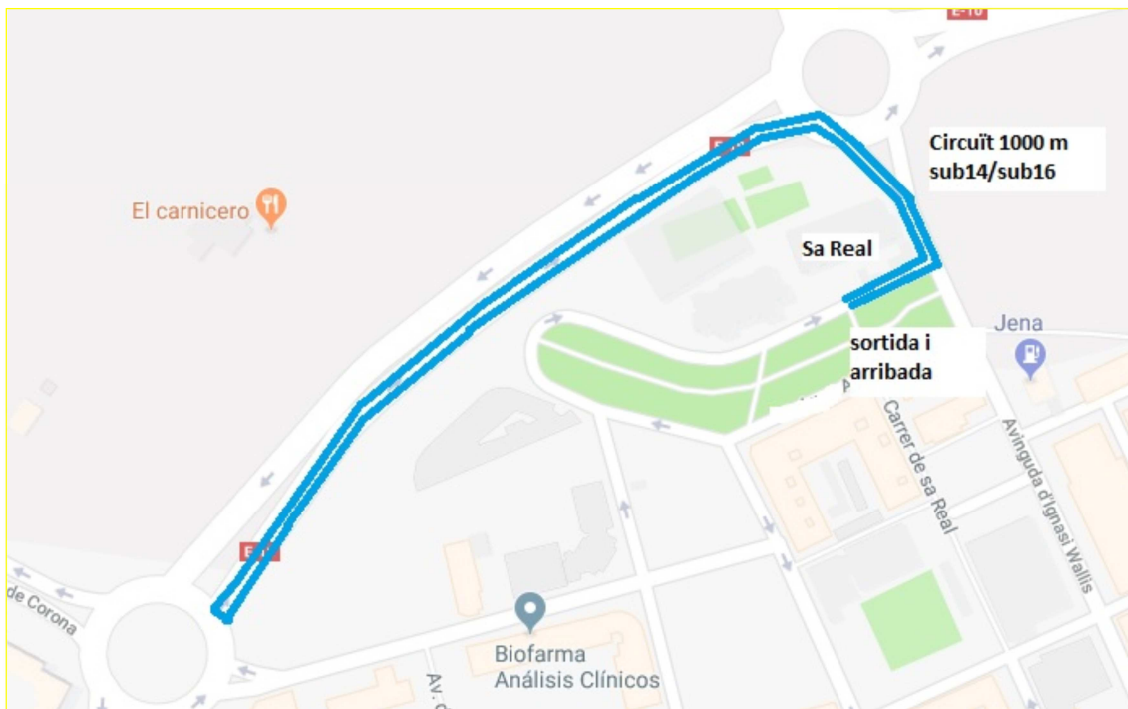 E-10
Circuït 1000 m
sub14/sub16
El carnicero
Sa Real
Jena
sortida i
arribada
Carrer de sa Real
Avinguda d'Ignasi Wallis
de Corona
Biofarma
Análisis Clínicos
Av.